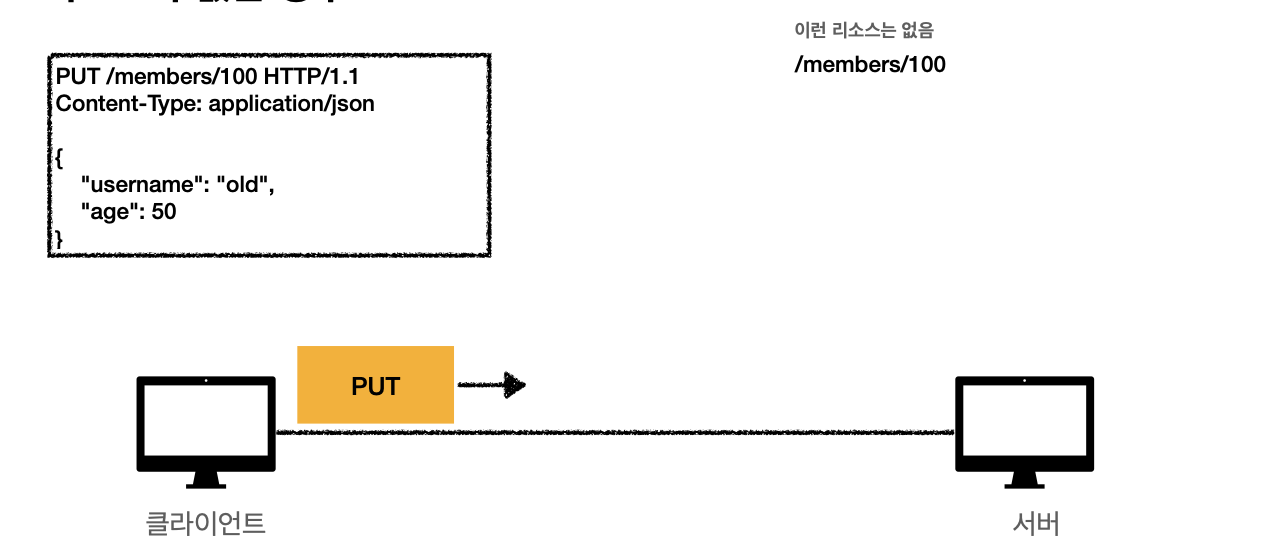 이런 리소스는 없음
/members/100
PUT /members/100 HTTP/1.1
Content-Type: application/json
{
"username": "old",
"age": 50
}
PUT
클라이언트
서버